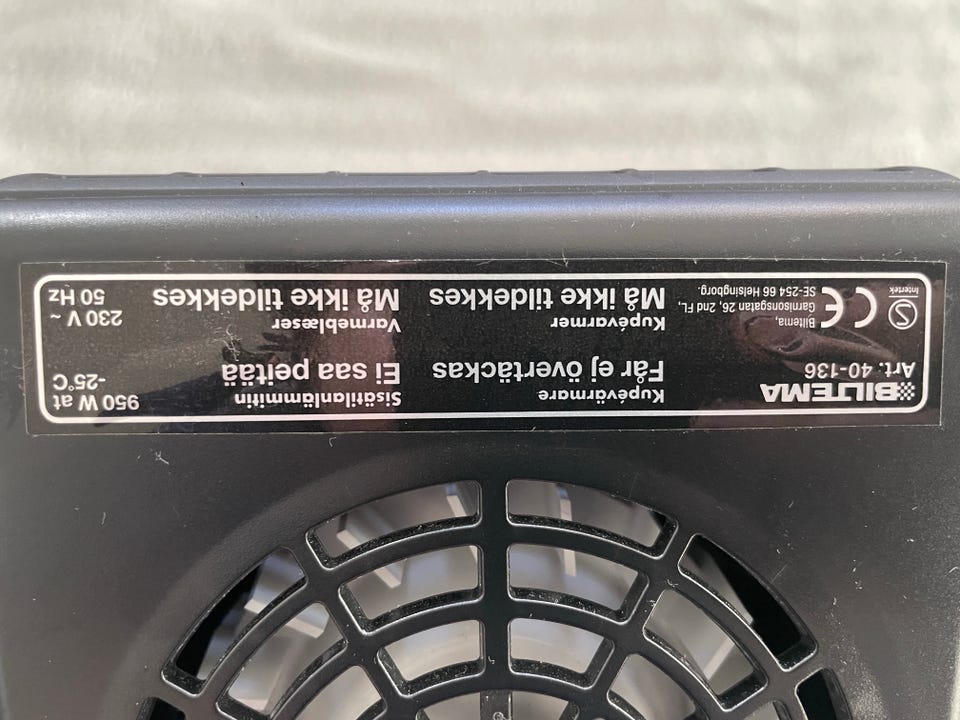 BILTEMA
Art. 40-136
Intertek
Biltema,
Garnisonsgatan 26, 2nd FL,
SE-254 66 Helsingborg.
Kupévärmare
Får ej övertäckas
Kupévarmer
Må ikke tildekkes
Sisätilanlämmitin
Ei saa peittää
Varmeblæser
Må ikke tildekkes
950 W at
-25°C
230 V ~
50 Hz